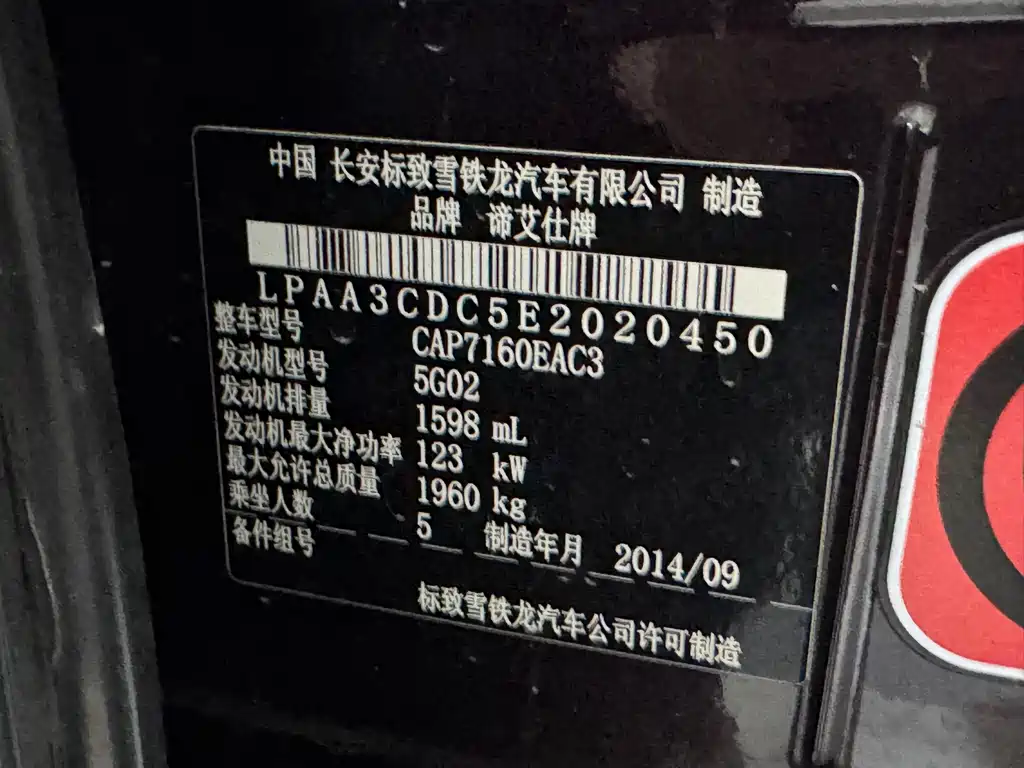 中国 长安标致雪铁龙汽车有限公司 制造
品牌 谛艾仕牌
LPAA3CDC5E2020450
整车型号 CAP7160EAC3
发动机型号 5G02
发动机排量 1598 mL
发动机最大净功率 123 kW
最大允许总质量 1960 kg
乘坐人数 5 制造年月 2014/09
备件组号
标致雪铁龙汽车公司许可制造